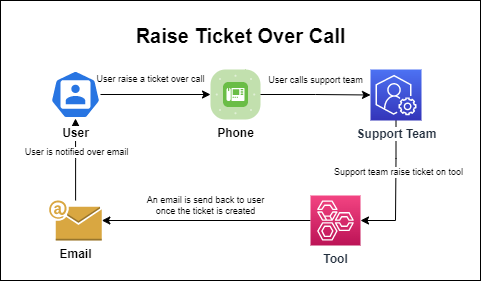 Raise Ticket Over Call
User raise a ticket over call
User calls support team
User
Phone
Support Team
User is notified over email
Support team raise ticket on tool
An email is send back to user
once the ticket is created
@
Email
Tool